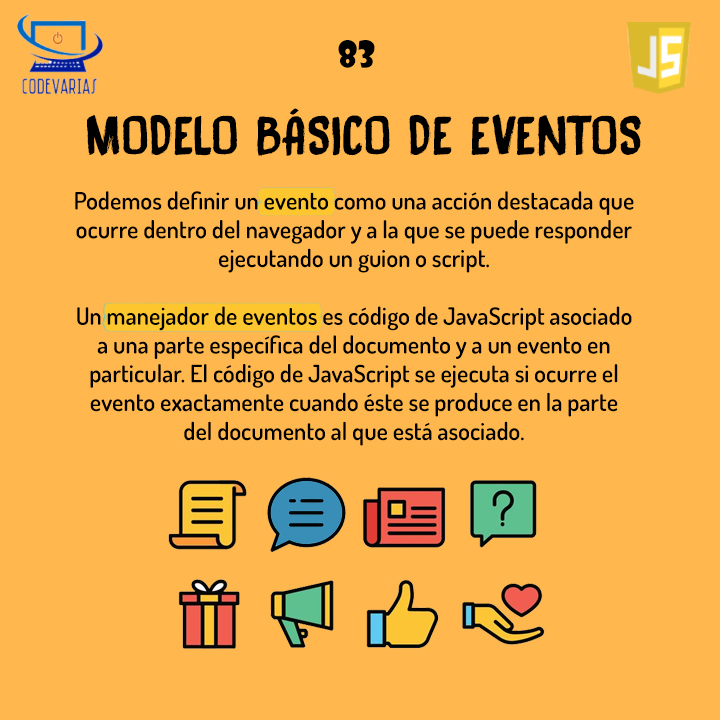 CODEVARIAS
83
JS
MODELO BÁSICO DE EVENTOS
Podemos definir un evento como una acción destacada que
ocurre dentro del navegador y a la que se puede responder
ejecutando un guion o script.
Un manejador de eventos es código de JavaScript asociado
a una parte específica del documento y a un evento en
particular. El código de JavaScript se ejecuta si ocurre el
evento exactamente cuando éste se produce en la parte
del documento al que está asociado.
?